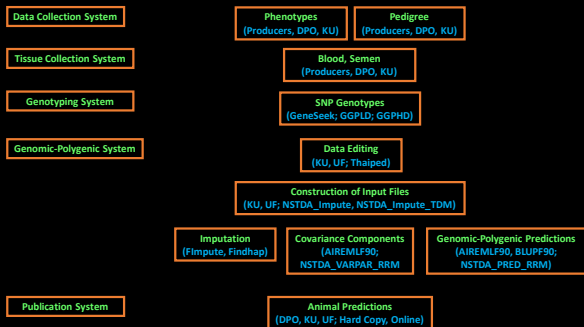 Data Collection System
Phenotypes
(Producers, DPO, KU)
Pedigree
(Producers, DPO, KU)
Tissue Collection System
Blood, Semen
(Producers, DPO, KU)
Genotyping System
SNP Genotypes
(GeneSeek; GGPLD; GGPHD)
Genomic-Polygenic System
Data Editing
(KU, UF; Thaiped)
Construction of Input Files
(KU, UF; NSTDA_Impute, NSTDA_Impute_TDM)
Imputation
(FImpute, Findhap)
Covariance Components
(AIREMLF90;
NSTDA_VARPAR_RRM
Genomic-Polygenic Predictions
(AIREMLF90, BLUPF90;
NSTDA_PRED_RRM)
Publication System
Animal Predictions
(DPO, KU, UF; Hard Copy, Online)